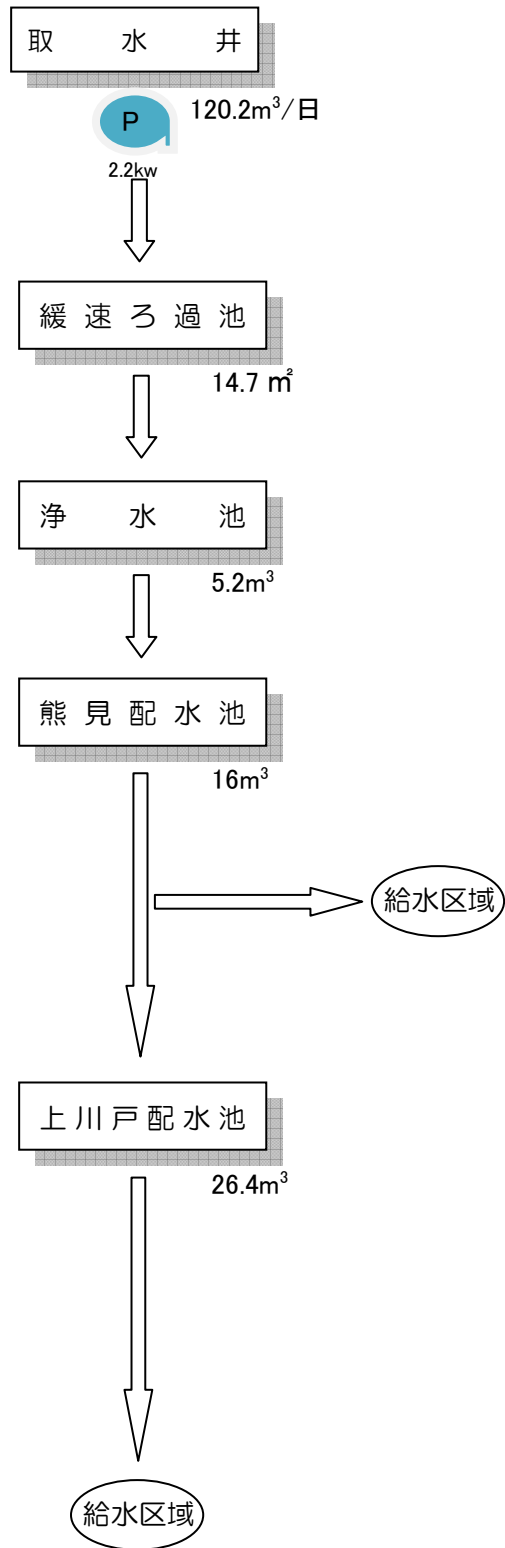 取水井
120.2m³/日
P
2.2kw
緩速ろ過池
14.7 ㎡
浄水池
5.2m³
熊見配水池
16m³
給水区域
上川戸配水池
26.4m³
給水区域